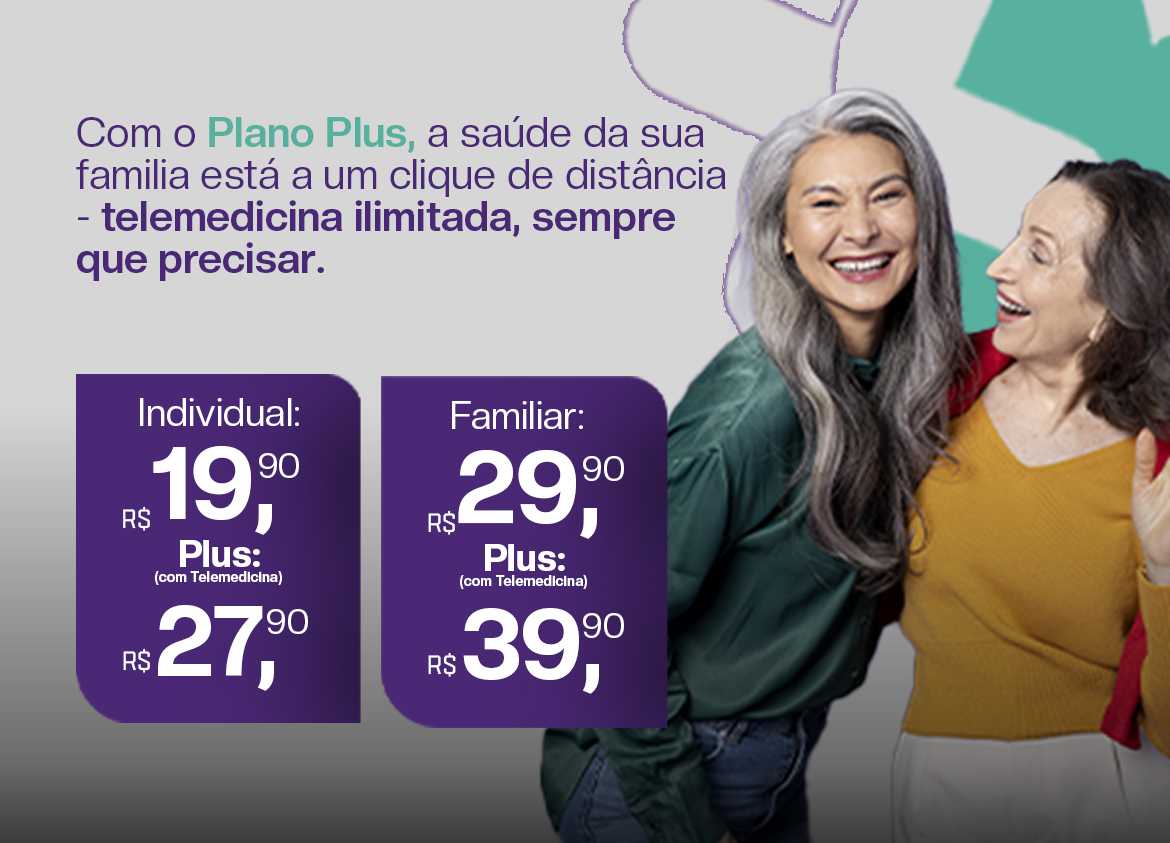 Com o Plano Plus, a saúde da sua
familia está a um clique de distância
- telemedicina ilimitada, sempre
que precisar.
Individual:
R$ 19,90
Plus:
(com Telemedicina)
R$ 27,90
Familiar:
R$ 29,90
Plus:
(com Telemedicina)
R$ 39,90